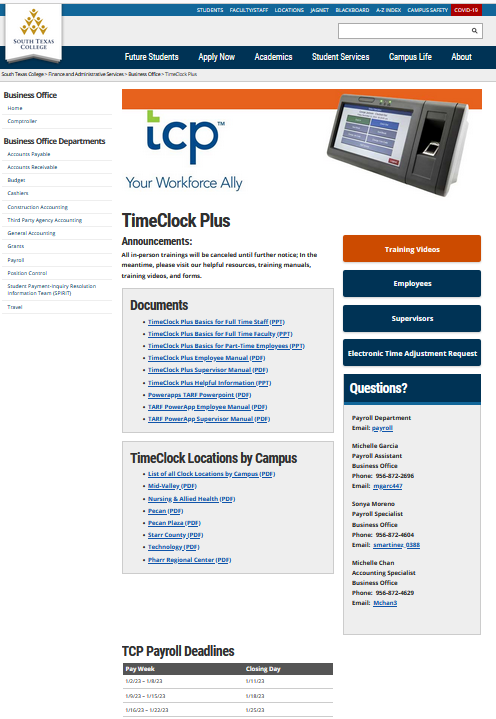 STUDENTS FACULTY/STAFF LOCATIONS JAGNET BLACKBOARD A-Z INDEX CAMPUS SAFETY COVID-19
SOUTH TEXAS
COLLEGE
Future Students Apply Now Academics Student Services Campus Life About
South Texas College > Finance and Administrative Services > Business Office > TimeClock Plus
Business Office
Home
Comptroller
Business Office Departments
Accounts Payable
Accounts Receivable
Budget
Cashiers
Construction Accounting
Third Party Agency Accounting
General Accounting
Grants
Payroll
Position Control
Student Payment-Inquiry Resolution
Information Team (SPIRIT)
Travel
tcp™
Your Workforce Ally
TimeClock Plus
Announcements:
All in-person trainings will be canceled until further notice; In the
meantime, please visit our helpful resources, training manuals,
training videos, and forms.
Documents
TimeClock Plus Basics for Full Time Staff (PPT)
TimeClock Plus Basics for Full Time Faculty (PPT)
TimeClock Plus Basics for Part-Time Employees (PPT)
TimeClock Plus Employee Manual (PDF)
TimeClock Plus Supervisor Manual (PDF)
TimeClock Plus Helpful Information (PPT)
Powerapps TARF Powerpoint (PDF)
TARF PowerApp Employee Manual (PDF)
TARF PowerApp Supervisor Manual (PDF)
TimeClock Locations by Campus
List of all Clock Locations by Campus (PDF)
Mid-Valley (PDF)
Nursing & Allied Health (PDF)
Pecan (PDF)
Pecan Plaza (PDF)
Starr County (PDF)
Technology (PDF)
Pharr Regional Center (PDF)
TCP Payroll Deadlines
Pay Week Closing Day
1/2/23 – 1/8/23 1/11/23
1/9/23 – 1/15/23 1/18/23
1/16/23 – 1/22/23 1/25/23
Training Videos
Employees
Supervisors
Electronic Time Adjustment Request
Questions?
Payroll Department
Email: payroll
Michelle Garcia
Payroll Assistant
Business Office
Phone: 956-872-2696
Email: mgarc447
Sonya Moreno
Payroll Specialist
Business Office
Phone: 956-872-4604
Email: smartinez_0388
Michelle Chan
Accounting Specialist
Business Office
Phone: 956-872-4629
Email: Mchan3